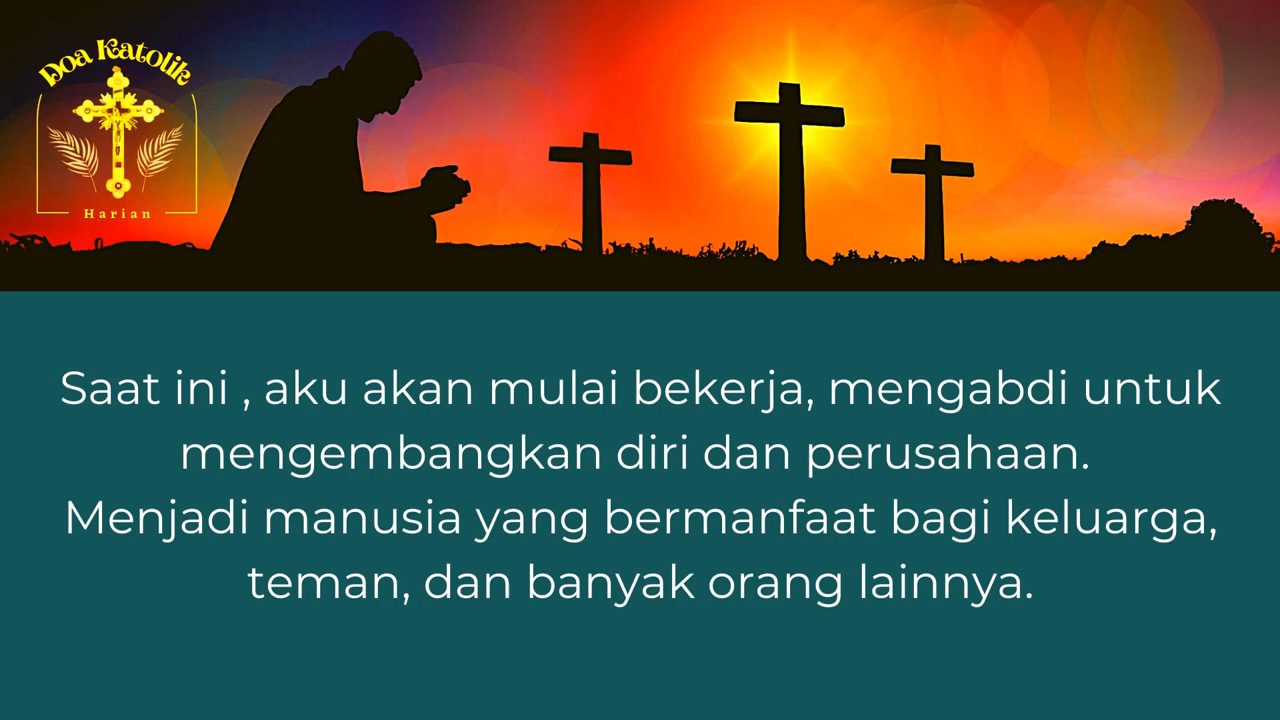 Doa Katolik
Harian
Saat ini , aku akan mulai bekerja, mengabdi untuk
mengembangkan diri dan perusahaan.
Menjadi manusia yang bermanfaat bagi keluarga,
teman, dan banyak orang lainnya.